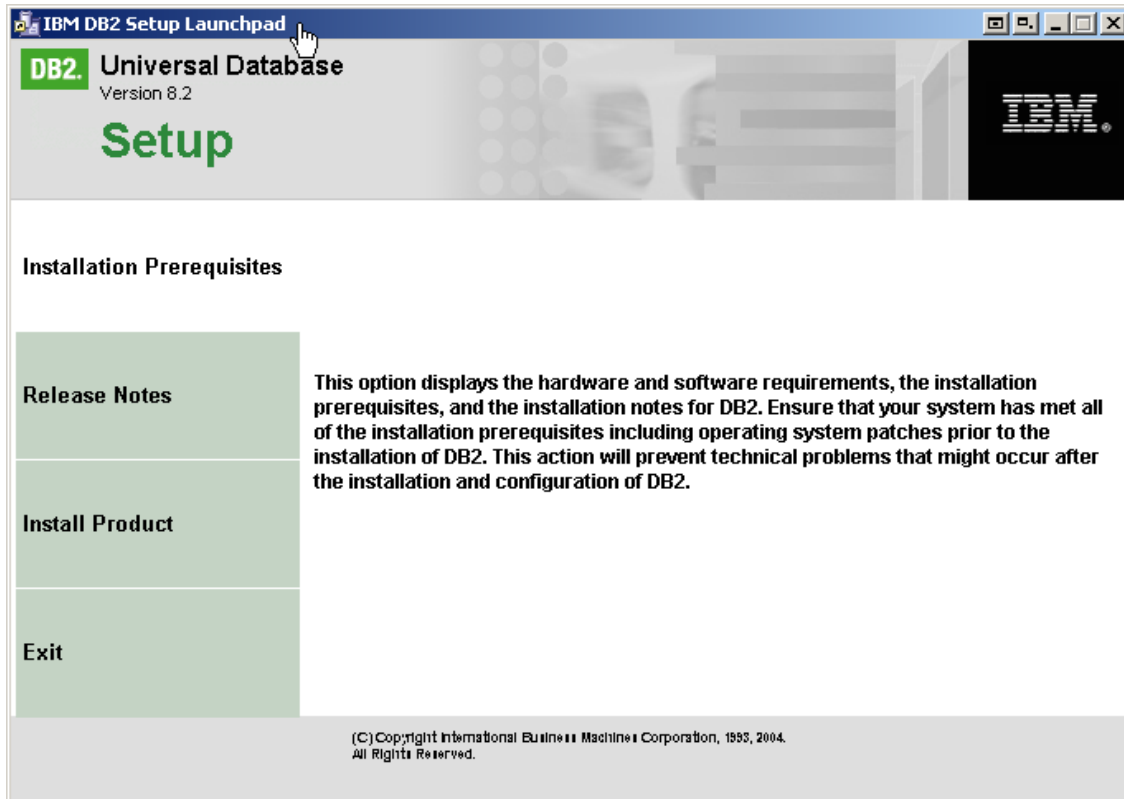 IBM DB2 Setup Launchpad
DB2. Universal Database
Version 8.2
Setup
IBM®
Installation Prerequisites
Release Notes
Install Product
Exit
This option displays the hardware and software requirements, the installation
prerequisites, and the installation notes for DB2. Ensure that your system has met all
of the installation prerequisites including operating system patches prior to the
installation of DB2. This action will prevent technical problems that might occur after
the installation and configuration of DB2.
(C) Copyright International Business Machines Corporation, 1993, 2004.
All Rights Reserved.